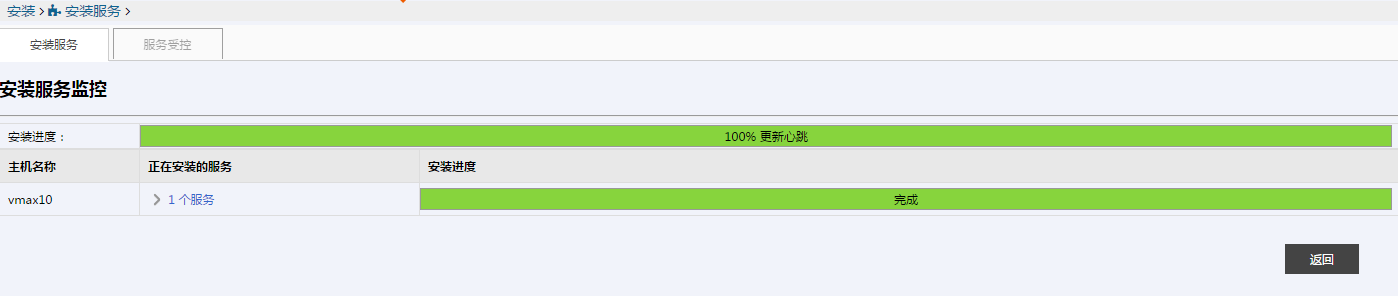 安装 > 安装服务 >
安装服务 服务受控
安装服务监控
安装进度： 100% 更新心跳
主机名称 正在安装的服务 安装进度
vmax10 > 1 个服务 完成
返回